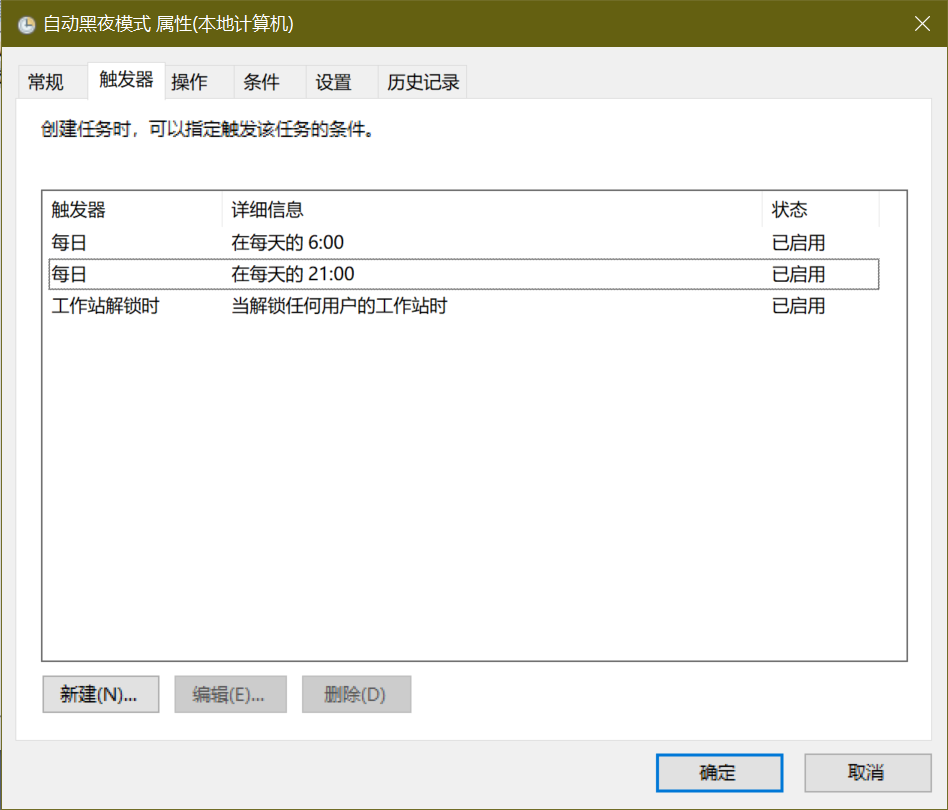 自动黑夜模式 属性(本地计算机)
常规 触发器 操作 条件 设置 历史记录
创建任务时，可以指定触发该任务的条件。
触发器 详细信息 状态
每日 在每天的 6:00 已启用
每日 在每天的 21:00 已启用
工作站解锁时 当解锁任何用户的工作站时 已启用
新建(N)... 编辑(E)... 删除(D)
确定 取消